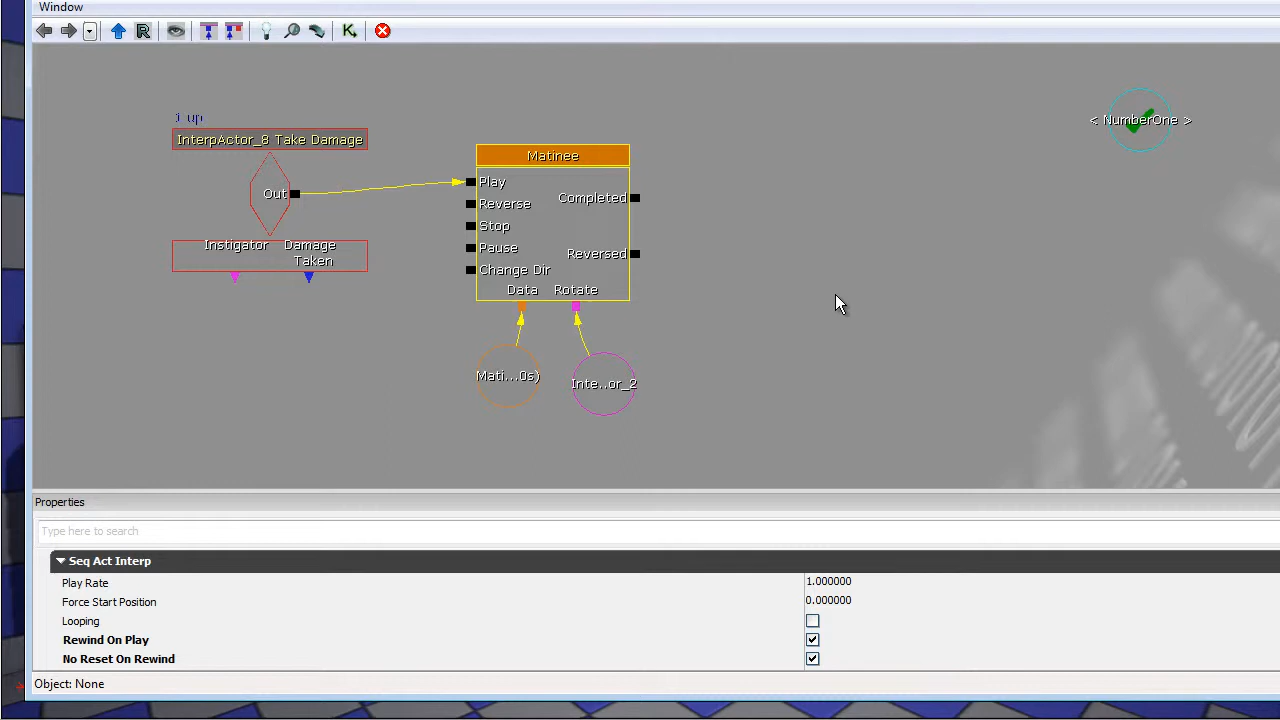 Window
1 up
InterpActor_8 Take Damage
Out
Instigator Damage
Taken
Matinee
Play
Reverse
Stop
Pause
Change Dir
Completed
Reversed
Data Rotate
Mati...0s)
Inte..or_2
< NumberOne >
Properties
Type here to search
Seq Act Interp
Play Rate 1.000000
Force Start Position 0.000000
Looping
Rewind On Play
No Reset On Rewind
Object: None